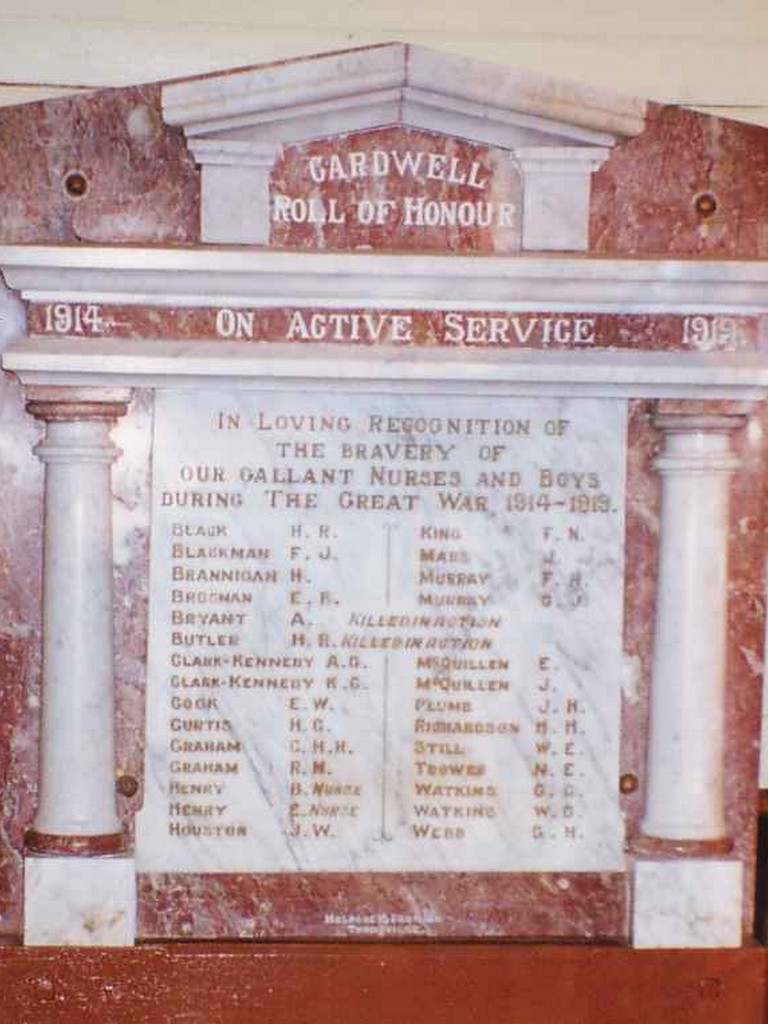 CARDWELL
ROLL OF HONOUR
1914.- ON ACTIVE SERVICE 1919.
IN LOVING RECOGNITION OF
THE BRAVERY OF
OUR GALLANT NURSES AND BOYS
DURING THE GREAT WAR 1914-1919.
BLACK H. R. KING F. N.
BLACKMAN F. J. MARS J.
BRANNIGAN H. MURRAY F. H.
BROSNAN E. R. MURRAY G. J.
BRYANT A. KILLED IN ACTION
BUTLER H. R. KILLED IN ACTION
CLARK-KENNEDY A. G. McQUILLEN E.
CLARK-KENNEDY K. G. McQUILLEN J.
COOK E. W. PLUMB J. H.
CURTIS H. C. RICHARDSON H. H.
GRAHAM C. H. H. STILL W. E.
GRAHAM R. M. N. E.
HENRY B. NURSE WATKINS G. C.
HENRY E. NURSE WATKINS W. G.
HOUSTON J. W. WEBB G. H.
TOWNSVILLE.